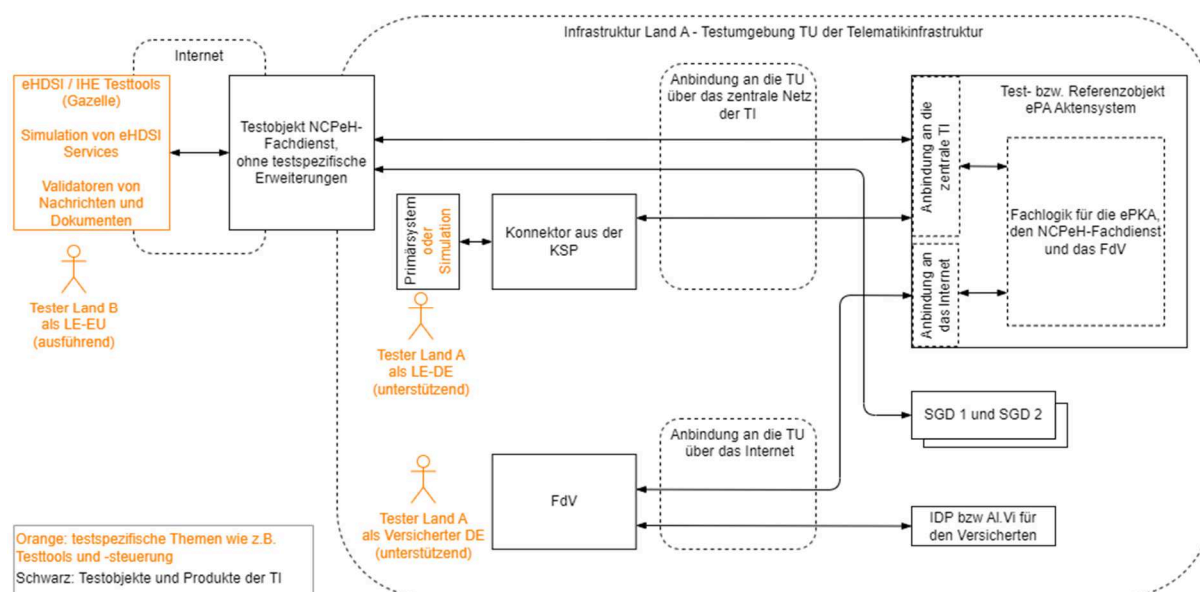 Infrastruktur Land A - Testumgebung TU der Telematikinfrastruktur
Internet
eHDSI / IHE Testtools
(Gazelle)
Simulation von eHDSI
Services
Validatoren von
Nachrichten und
Dokumenten
Testobjekt NCPeH-
Fachdienst,
ohne testspezifische
Erweiterungen
Anbindung an die TU
über das zentrale Netz
der TI
Test- bzw. Referenzobjekt
ePA Aktensystem
Anbindung an die
zentrale TI
Fachlogik für die ePKA,
den NCPeH-Fachdienst
und das FdV
Anbindung an
das Internet
Primärsystem
oder
Simulation
Konnektor aus der
KSP
Tester Land B
als LE-EU
(ausführend)
Tester Land A
als LE-DE
(unterstützend)
SGD 1 und SGD 2
Anbindung an die TU
über das Internet
FdV
Tester Land A
als Versicherter DE
(unterstützend)
IDP bzw Al.Vi für
den Versicherten
Orange: testspezifische Themen wie z.B.
Testtools und -steuerung
Schwarz: Testobjekte und Produkte der TI